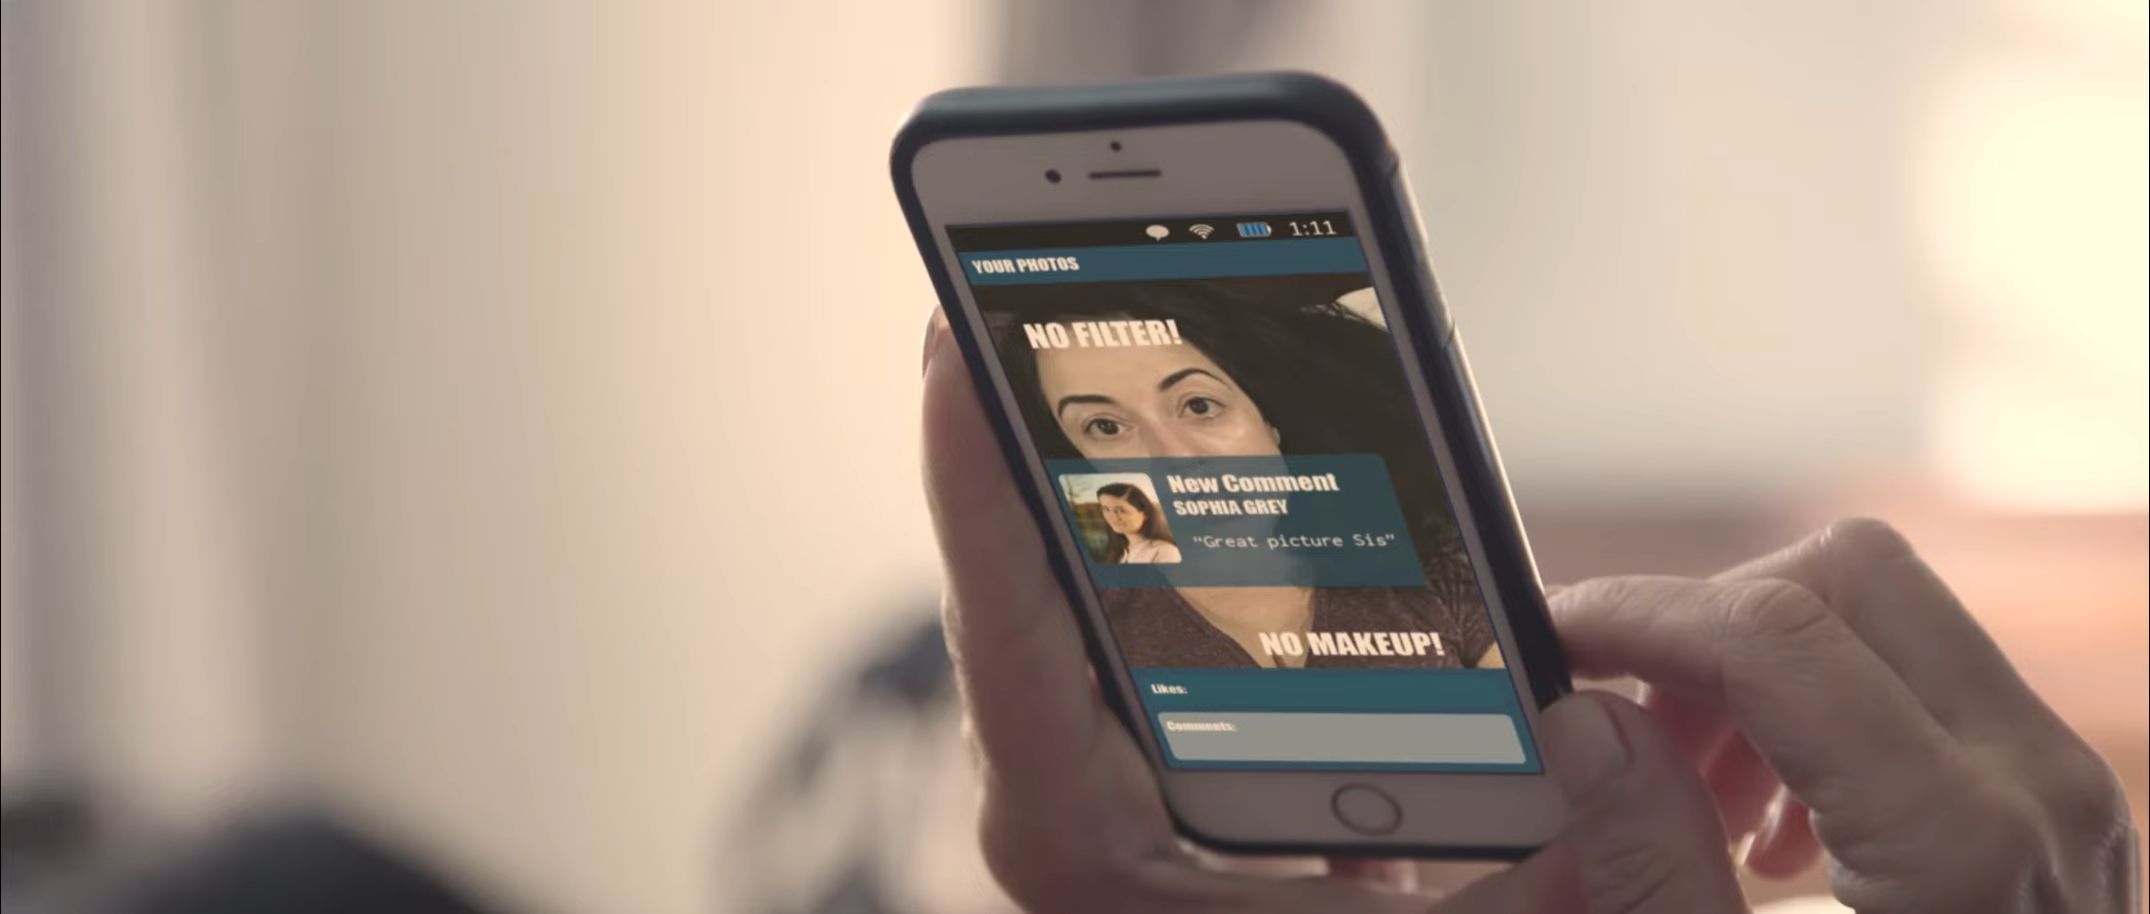 1:11
YOUR PHOTOS
NO FILTER!
New Comment
SOPHIA GREY
“Great picture Sis”
NO MAKEUP!
Likes:
Comments: